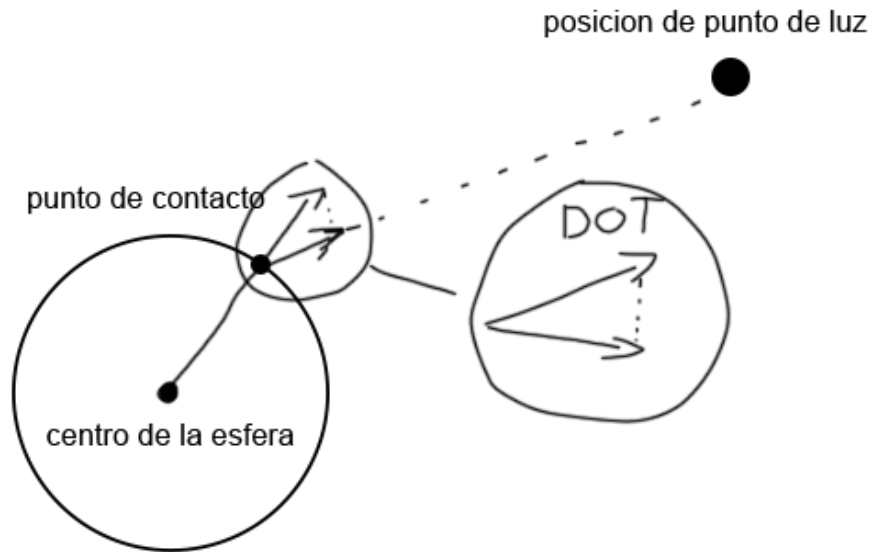 posicion de punto de luz
punto de contacto
DOT
centro de la esfera